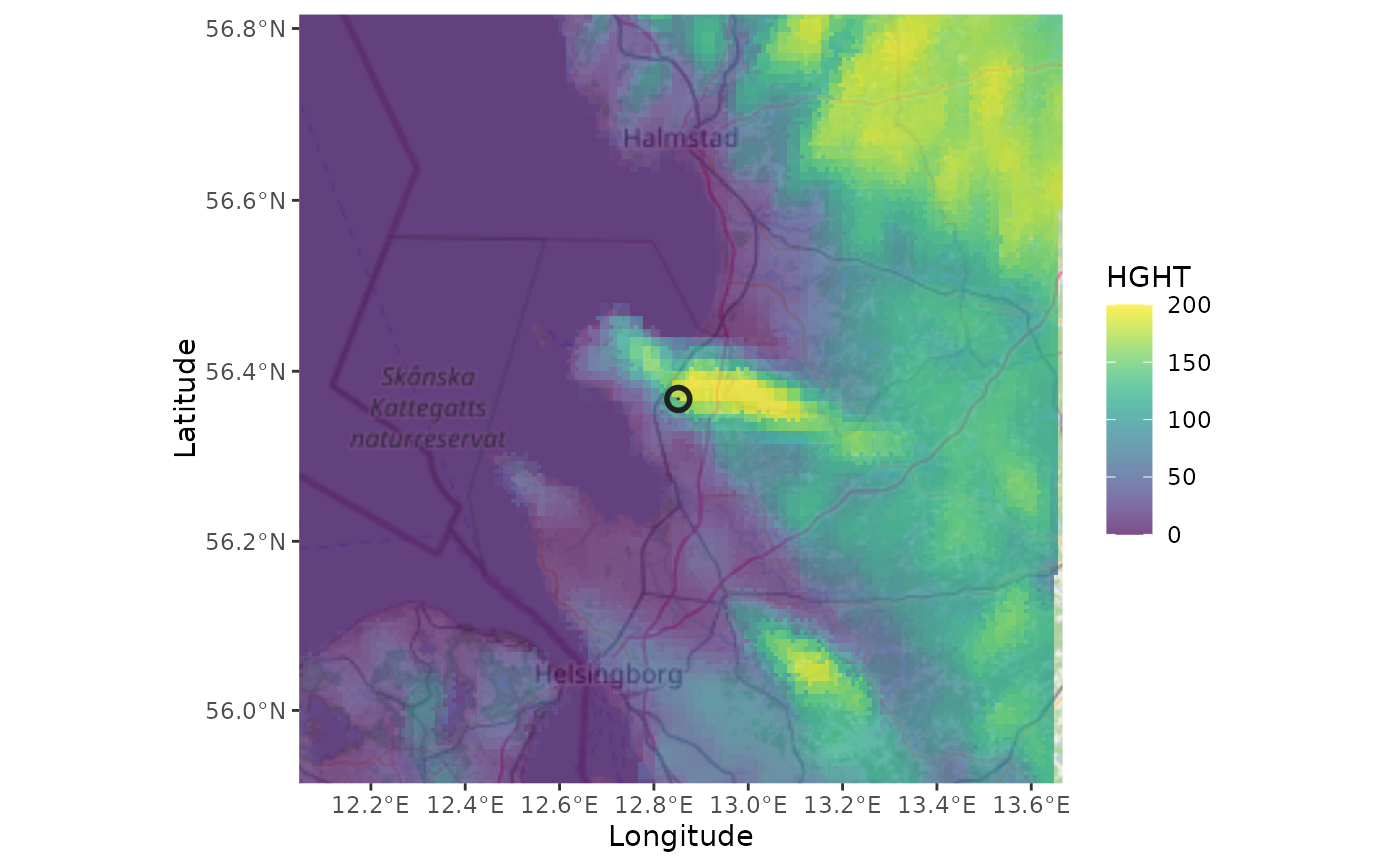 56.8°N
Halmstad
56.6°N
HGHT
200
150
100
50
0
56.4°N
Skånska
Kattegatts
naturreservat
Latitude
56.2°N
Helsingborg
56.0°N
12.2°E 12.4°E 12.6°E 12.8°E 13.0°E 13.2°E 13.4°E 13.6°E
Longitude